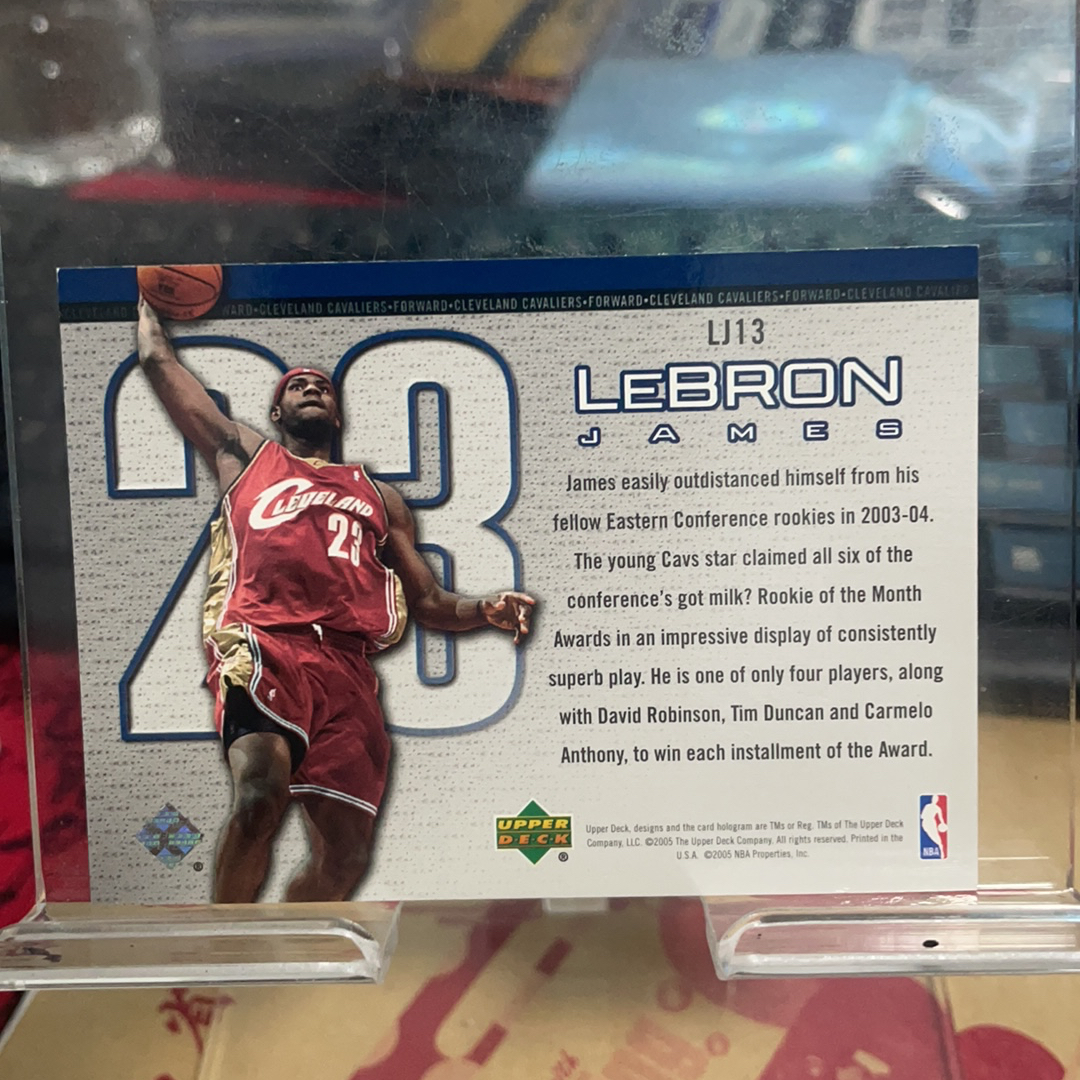 WARD•CLEVELAND CAVALIERS•FORWARD•CLEVELAND CAVALIERS•FORWARD•CLEVELAND CAVALIERS•FORWARD•CLEVELAND CAVALIER
LJ13
23
LEBRON
JAMES
CLEVELAND
23
James easily outdistanced himself from his
fellow Eastern Conference rookies in 2003-04.
The young Cavs star claimed all six of the
conference's got milk? Rookie of the Month
Awards in an impressive display of consistently
superb play. He is one of only four players, along
with David Robinson, Tim Duncan and Carmelo
Anthony, to win each installment of the Award.
®
UPPER
DECK
®
Upper Deck, designs and the card hologram are TMs or Reg. TMs of The Upper Deck
Company, LLC. ©2005 The Upper Deck Company. All rights reserved. Printed in the
U.S.A. ©2005 NBA Properties, Inc.
NBA